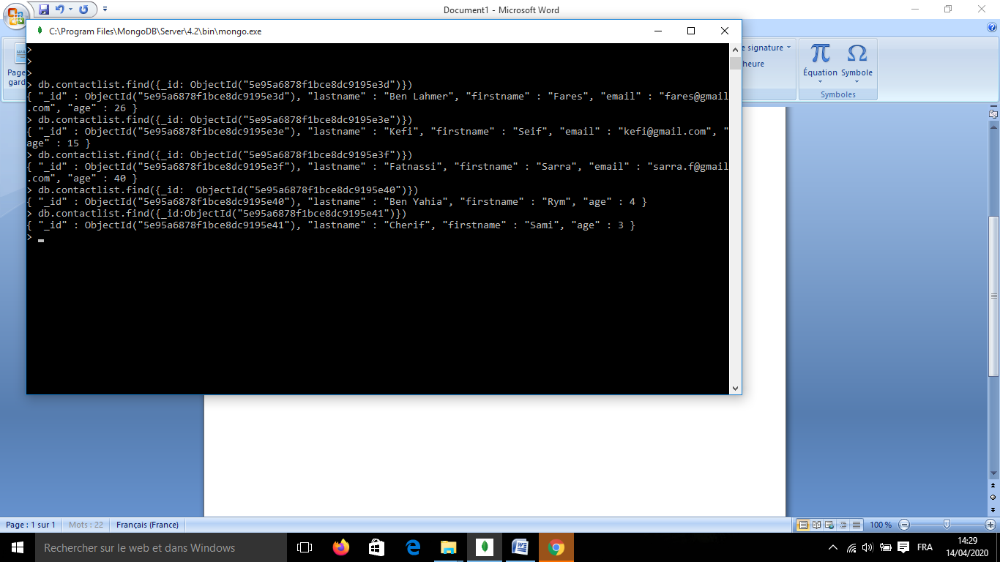 Document1 - Microsoft Word
C:\Program Files\MongoDB\Server\4.2\bin\mongo.exe
e signature
heure
Page
gard
Équation
Symbole
Symboles
>
>
>
> db.contactlist.find({_id: ObjectId("5e95a6878f1bce8dc9195e3d")})
{ "_id" : ObjectId("5e95a6878f1bce8dc9195e3d"), "lastname" : "Ben Lahmer", "firstname" : "Fares", "email" : "fares@gmail
.com", "age" : 26 }
> db.contactlist.find({_id: ObjectId("5e95a6878f1bce8dc9195e3e")})
{ "_id" : ObjectId("5e95a6878f1bce8dc9195e3e"), "lastname" : "Kefi", "firstname" : "Seif", "email" : "kefi@gmail.com", "
age" : 15 }
> db.contactlist.find({_id: ObjectId("5e95a6878f1bce8dc9195e3f")})
{ "_id" : ObjectId("5e95a6878f1bce8dc9195e3f"), "lastname" : "Fatnassi", "firstname" : "Sarra", "email" : "sarra.f@gmail
.com", "age" : 40 }
> db.contactlist.find({_id:  ObjectId("5e95a6878f1bce8dc9195e40")})
{ "_id" : ObjectId("5e95a6878f1bce8dc9195e40"), "lastname" : "Ben Yahia", "firstname" : "Rym", "age" : 4 }
> db.contactlist.find({_id:ObjectId("5e95a6878f1bce8dc9195e41")})
{ "_id" : ObjectId("5e95a6878f1bce8dc9195e41"), "lastname" : "Cherif", "firstname" : "Sami", "age" : 3 }
> _
Page : 1 sur 1
Mots : 22
Français (France)
100 %
Rechercher sur le web et dans Windows
FRA
14:29
14/04/2020